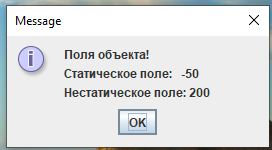 Message
Поля объекта!
Статическое поле:   -50
Нестатическое поле: 200
OK